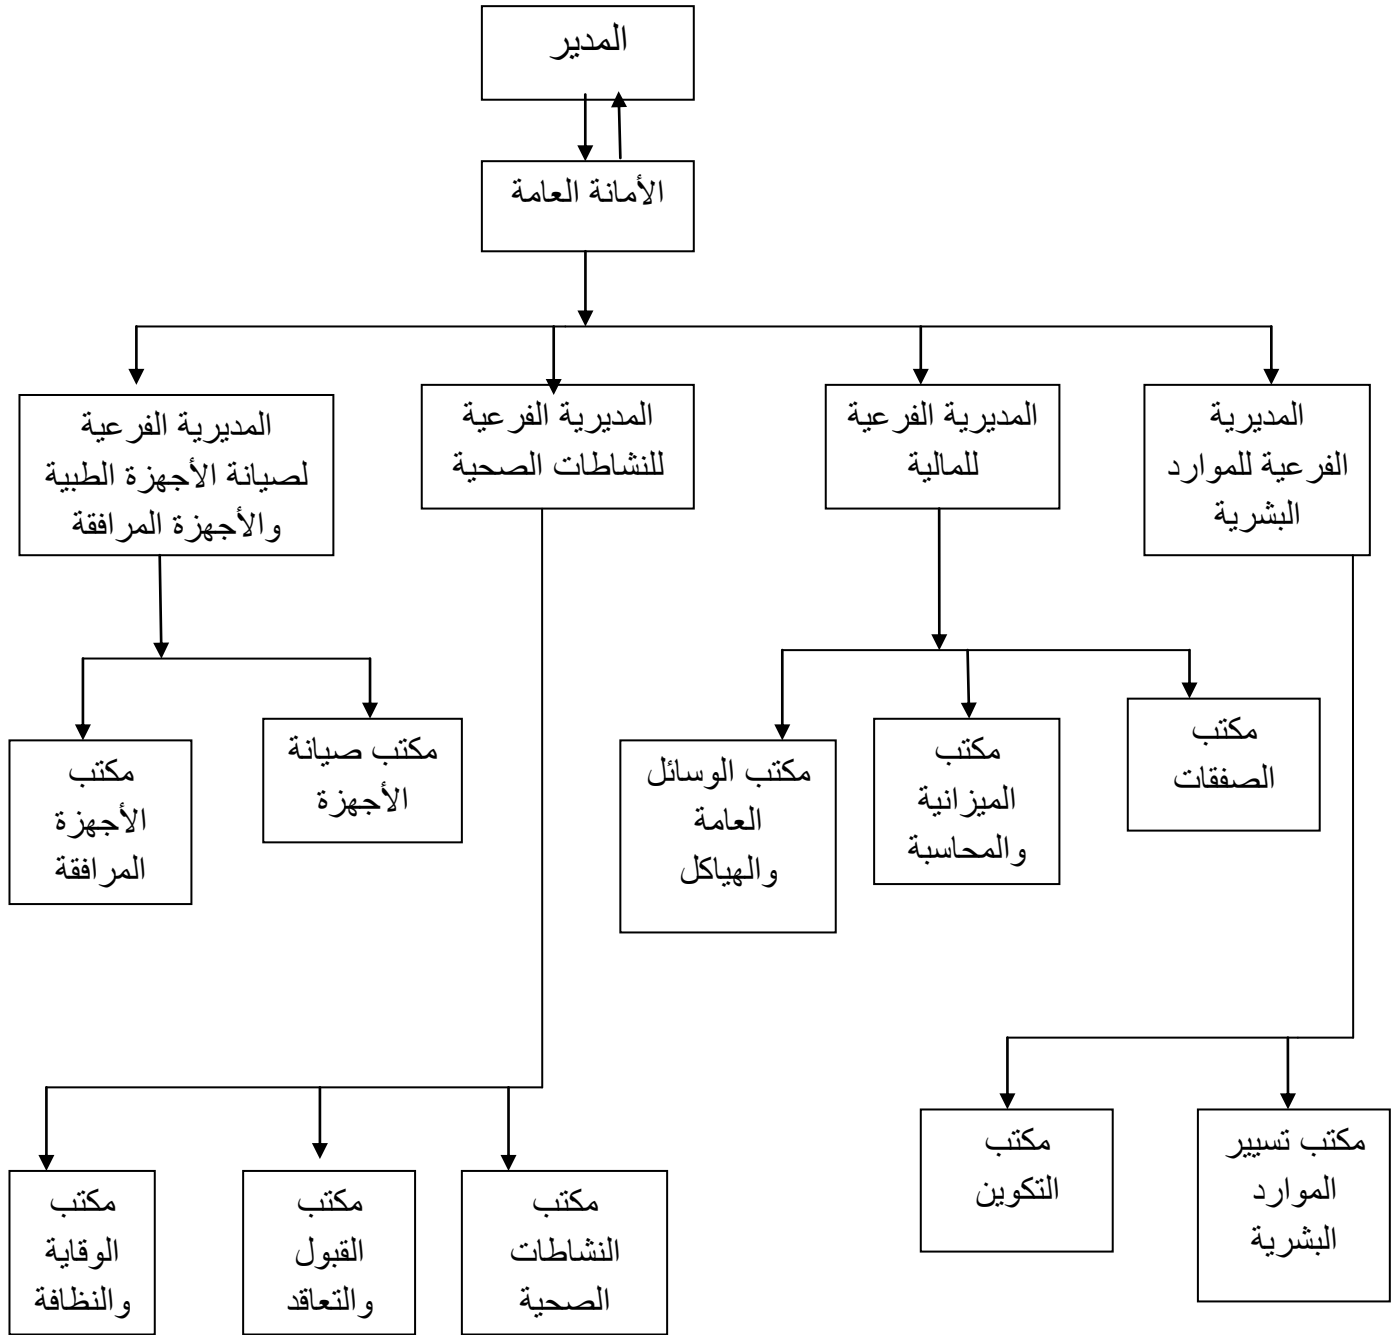 المدير
الأمانة العامة
المديرية
الفرعية للموارد
البشرية
المديرية الفرعية
للمالية
المديرية الفرعية
للنشاطات الصحية
المديرية الفرعية
لصيانة الأجهزة الطبية
والأجهزة المرافقة
مكتب
الصفقات
مكتب
الميزانية
والمحاسبة
مكتب الوسائل
العامة
والهياكل
مكتب صيانة
الأجهزة
مكتب
الأجهزة
المرافقة
مكتب تسيير
الموارد
البشرية
مكتب
التكوين
مكتب
النشاطات
الصحية
مكتب
القبول
والتعاقد
مكتب
الوقاية
والنظافة